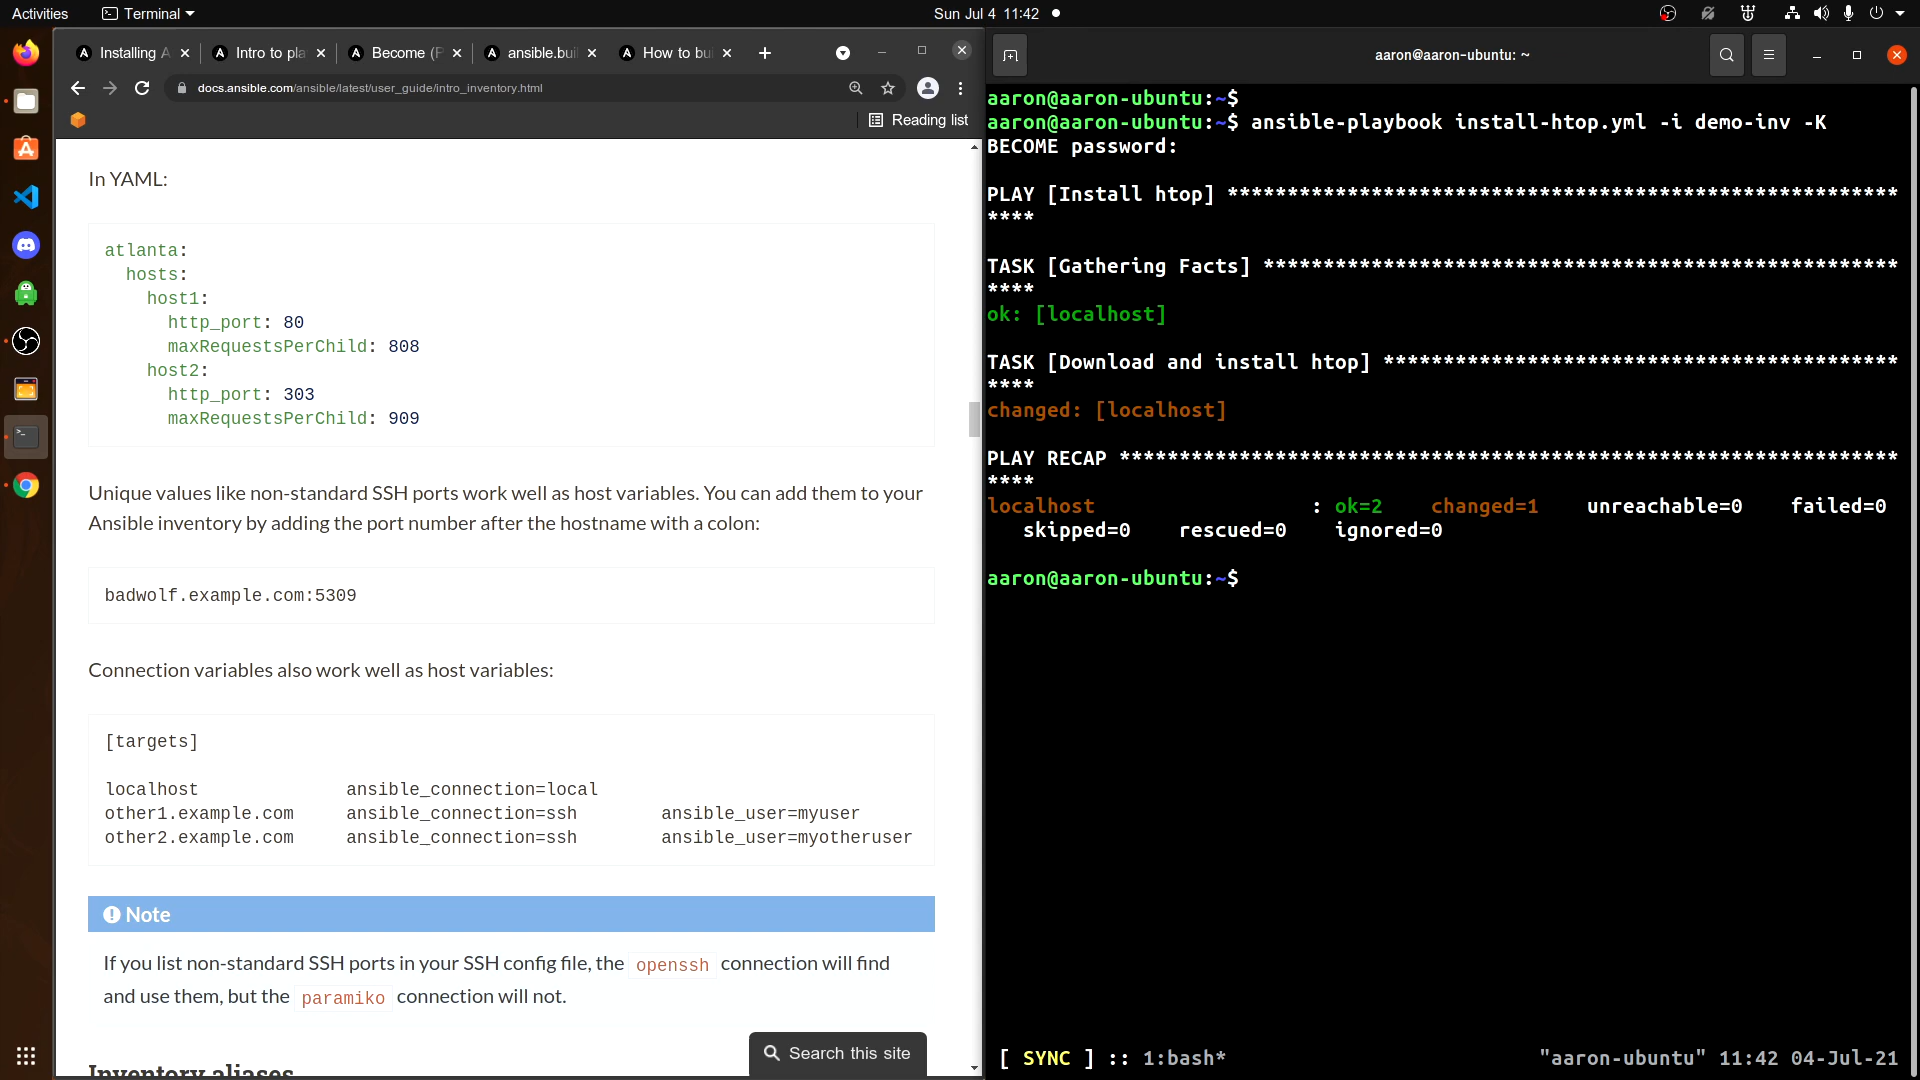 Activities
Terminal
Sun Jul 4 11:42
Installing A
Intro to pla
Become (P
ansible.bui
How to bu
docs.ansible.com/ansible/latest/user_guide/intro_inventory.html
Reading list
In YAML:
atlanta:
  hosts:
    host1:
      http_port: 80
      maxRequestsPerChild: 808
    host2:
      http_port: 303
      maxRequestsPerChild: 909
Unique values like non-standard SSH ports work well as host variables. You can add them to your
Ansible inventory by adding the port number after the hostname with a colon:
badwolf.example.com:5309
Connection variables also work well as host variables:
[targets]
localhost              ansible_connection=local
other1.example.com     ansible_connection=ssh        ansible_user=myuser
other2.example.com     ansible_connection=ssh        ansible_user=myotheruser
Note
If you list non-standard SSH ports in your SSH config file, the openssh connection will find
and use them, but the paramiko connection will not.
Inventory aliases
Search this site
aaron@aaron-ubuntu: ~
aaron@aaron-ubuntu:~$
aaron@aaron-ubuntu:~$ ansible-playbook install-htop.yml -i demo-inv -K
BECOME password:
PLAY [Install htop] ********************************************************
****
TASK [Gathering Facts] *****************************************************
****
ok: [localhost]
TASK [Download and install htop] *******************************************
****
changed: [localhost]
PLAY RECAP *****************************************************************
****
localhost                  : ok=2    changed=1    unreachable=0    failed=0
   skipped=0    rescued=0    ignored=0
aaron@aaron-ubuntu:~$
[ SYNC ] :: 1:bash*
"aaron-ubuntu" 11:42 04-Jul-21